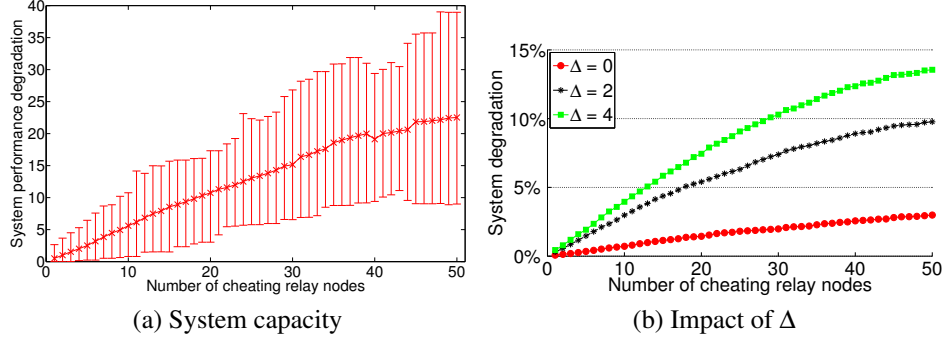 System performance degradation
40
35
30
25
20
15
10
5
0
0 10 20 30 40 50
Number of cheating relay nodes
(a) System capacity
System degradation
15%
10%
5%
0%
Δ = 0
Δ = 2
Δ = 4
0 10 20 30 40 50
Number of cheating relay nodes
(b) Impact of Δ